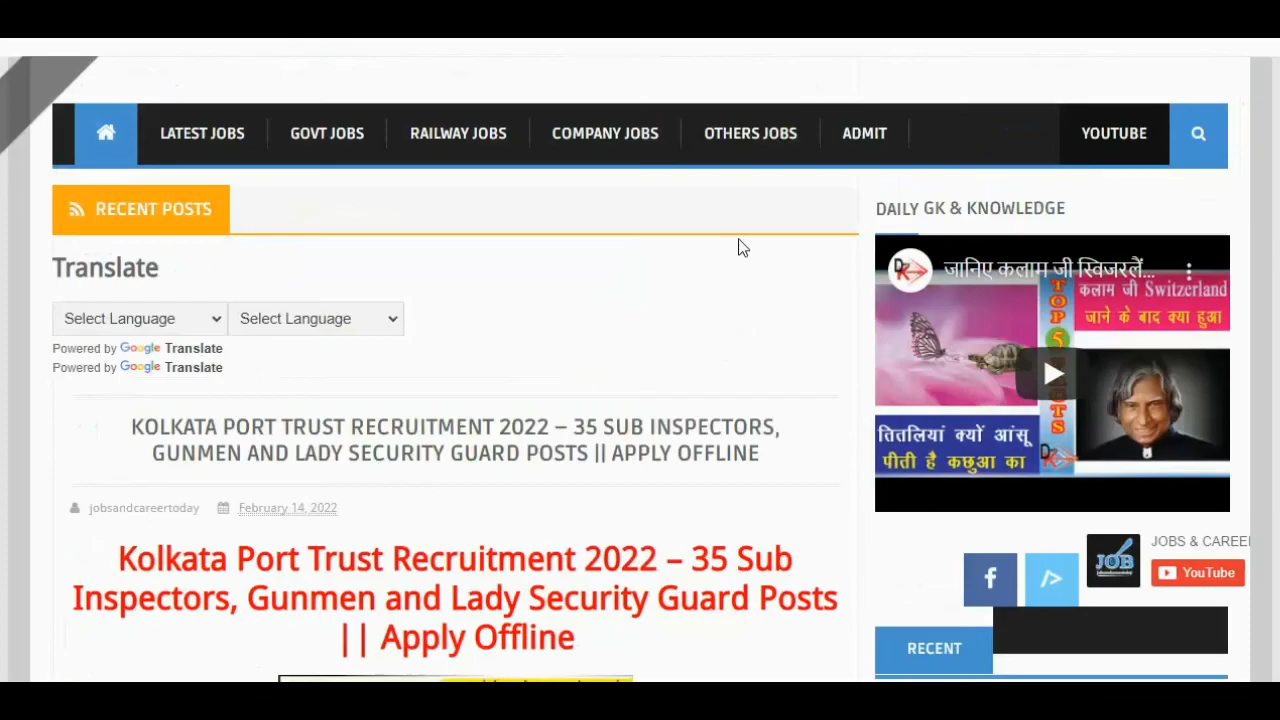 LATEST JOBS
GOVT JOBS
RAILWAY JOBS
COMPANY JOBS
OTHERS JOBS
ADMIT
YOUTUBE
RECENT POSTS
Translate
Select Language
Select Language
Powered by Google Translate
Powered by Google Translate
KOLKATA PORT TRUST RECRUITMENT 2022 – 35 SUB INSPECTORS,
GUNMEN AND LADY SECURITY GUARD POSTS || APPLY OFFLINE
jobsandcareertoday
February 14, 2022
Kolkata Port Trust Recruitment 2022 – 35 Sub
Inspectors, Gunmen and Lady Security Guard Posts
|| Apply Offline
DAILY GK & KNOWLEDGE
जानिए कलाम जी स्विजरलैं...
कलाम जी Switzerland
जाने के बाद क्या हुआ
TOP
5
तितलियां क्यों आंसू
पीती है कछुआ का
JOBS & CAREE
JOB
YouTube
RECENT